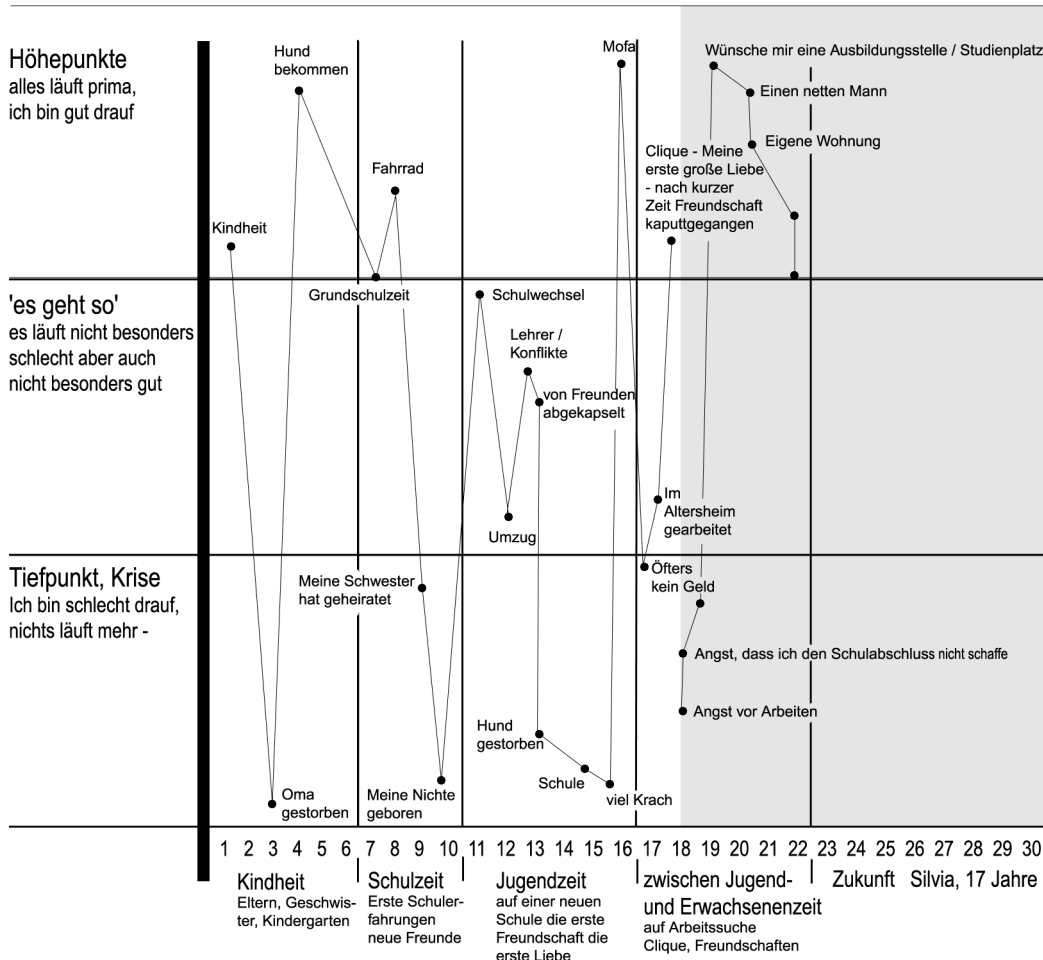 Höhepunkte
alles läuft prima,
ich bin gut drauf
Hund
bekommen
Mofa
Wünsche mir eine Ausbildungsstelle / Studienplatz
Einen netten Mann
Eigene Wohnung
Clique - Meine
erste große Liebe
- nach kurzer
Zeit Freundschaft
kaputtgegangen
Fahrrad
Kindheit
Grundschulzeit
'es geht so'
es läuft nicht besonders
schlecht aber auch
nicht besonders gut
Schulwechsel
Lehrer /
Konflikte
von Freunden
abgekapselt
Umzug
Im
Altersheim
gearbeitet
Tiefpunkt, Krise
Ich bin schlecht drauf,
nichts läuft mehr -
Meine Schwester
hat geheiratet
Öfters
kein Geld
Angst, dass ich den Schulabschluss nicht schaffe
Angst vor Arbeiten
Hund
gestorben
Schule
viel Krach
Oma
gestorben
Meine Nichte
geboren
1 2 3 4 5 6 7 8 9 10 11 12 13 14 15 16 17 18 19 20 21 22 23 24 25 26 27 28 29 30
Kindheit
Eltern, Geschwis-
ter, Kindergarten
Schulzeit
Erste Schuler-
fahrungen
neue Freunde
Jugendzeit
auf einer neuen
Schule die erste
Freundschaft die
erste Liebe
zwischen Jugend-
und Erwachsenenzeit
auf Arbeitssuche
Clique, Freundschaften
Zukunft Silvia, 17 Jahre